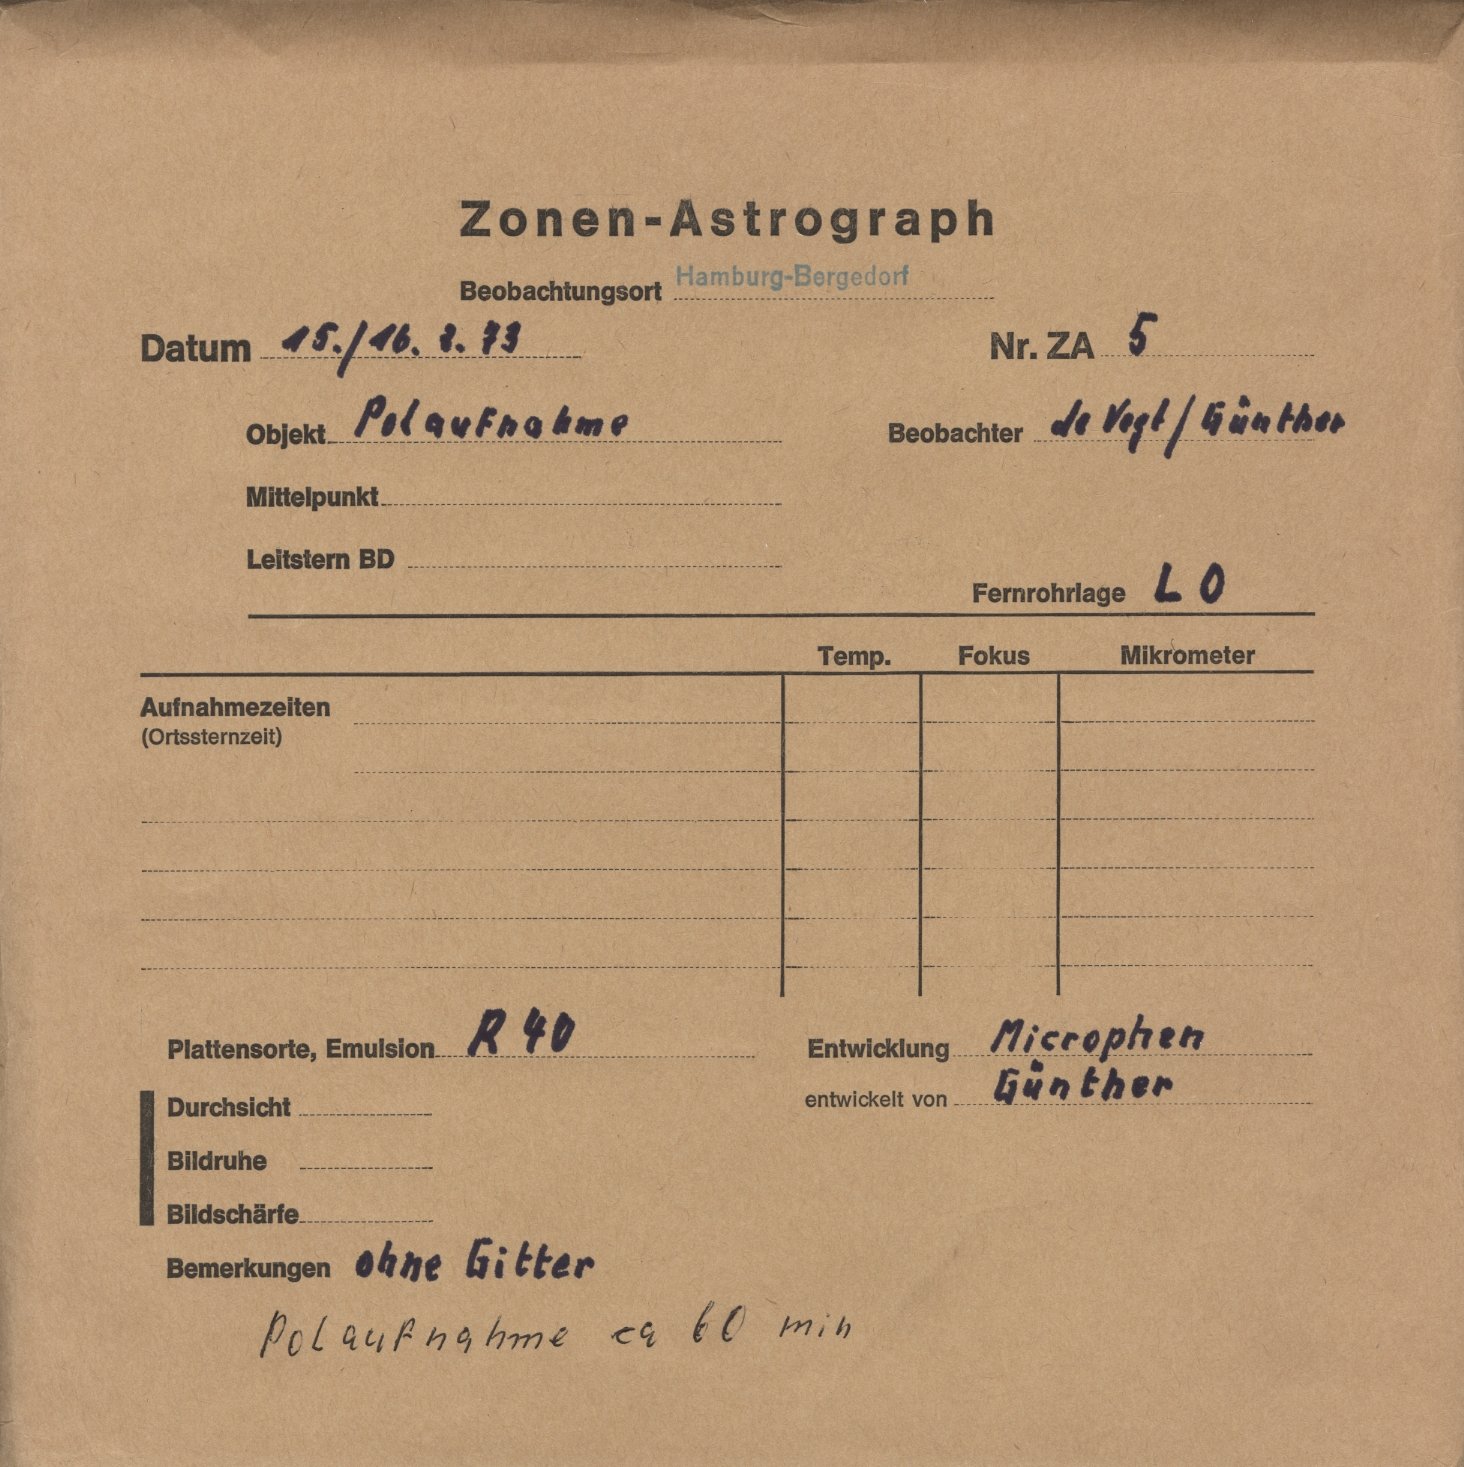 Zonen-Astrograph
Beobachtungsort Hamburg-Bergedorf
Datum 15./16. 2. 73 Nr. ZA 5
Objekt Polaufnahme Beobachter de Vegt/Günther
Mittelpunkt
Leitstern BD
Fernrohrlage L O
Temp. Fokus Mikrometer
Aufnahmezeiten
(Ortssternzeit)
Plattensorte, Emulsion R 40 Entwicklung Microphen
Durchsicht entwickelt von Günther
Bildruhe
Bildschärfe
Bemerkungen ohne Gitter
Polaufnahme ca 60 min